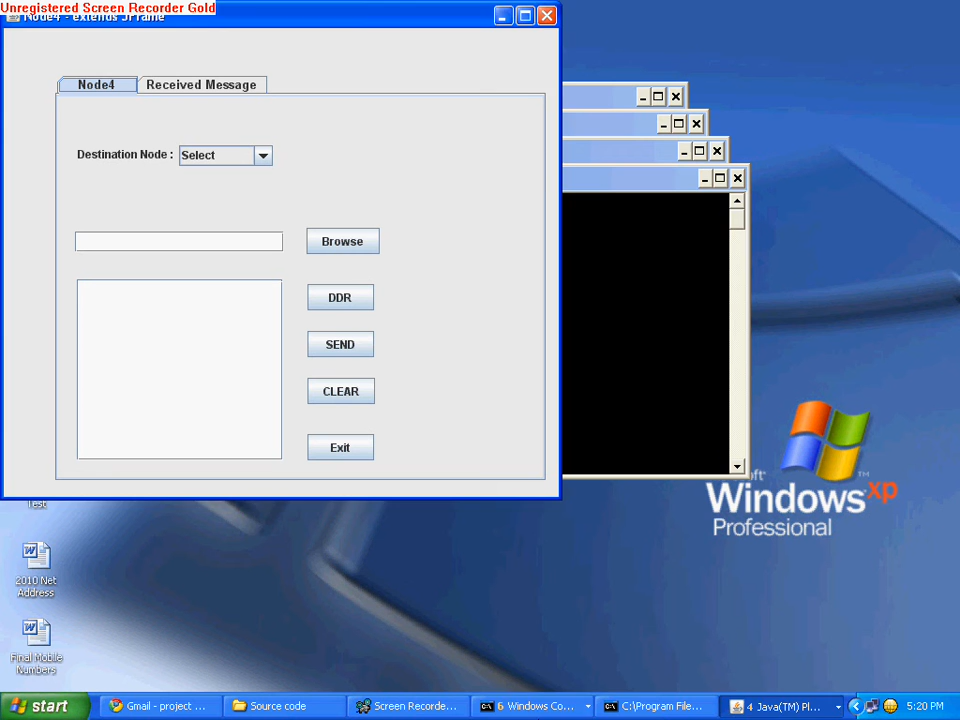 Unregistered Screen Recorder Gold
Node4 - extends JFrame
Node4
Received Message
Destination Node :
Select
Browse
DDR
SEND
CLEAR
Exit
Test
2010 Net
Address
Final Mobile
Numbers
Windows xp
Professional
start
Gmail - project ...
Source code
Screen Recorde...
6 Windows Co...
C:\Program File...
4 Java(TM) Pl...
5:20 PM